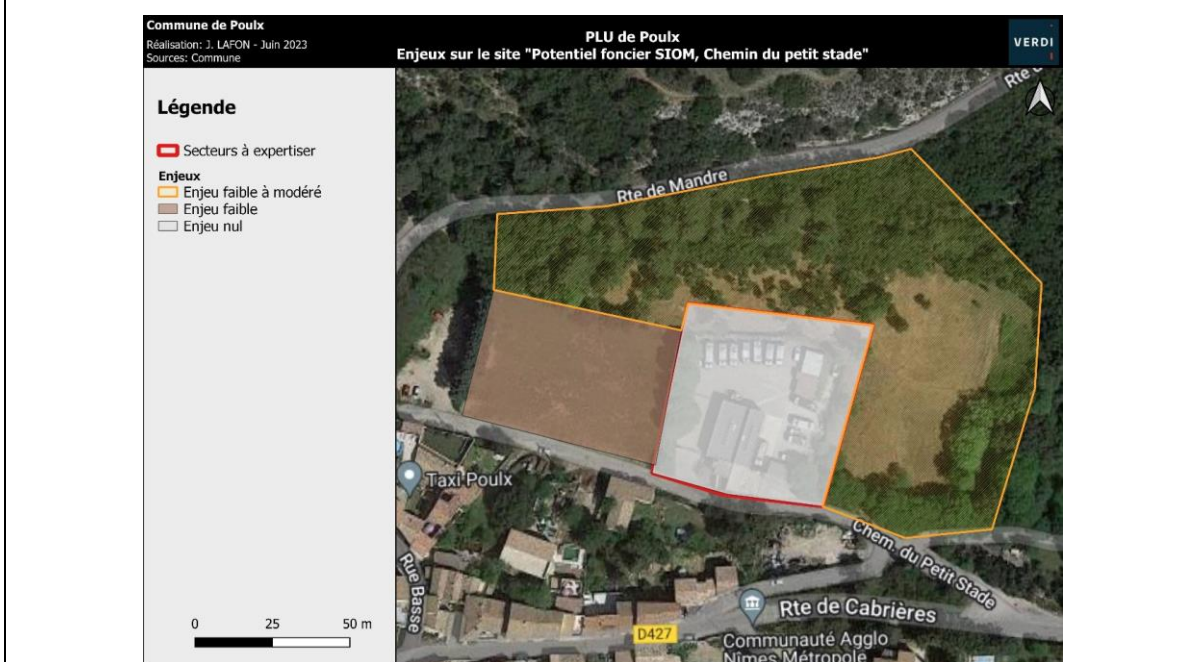 Commune de Poulx
Réalisation: J. LAFON - Juin 2023
Sources: Commune
PLU de Poulx
Enjeux sur le site "Potentiel foncier SIOM, Chemin du petit stade"
VERDI
Légende
Secteurs à expertiser
Enjeux
Enjeu faible à modéré
Enjeu faible
Enjeu nul
0 25 50 m
Rte
Rte de Mandre
Taxi Poulx
Rue Basse
Chem. du Petit Stade
Rte de Cabrières
D427
Communauté Agglo
Nîmes Métropole